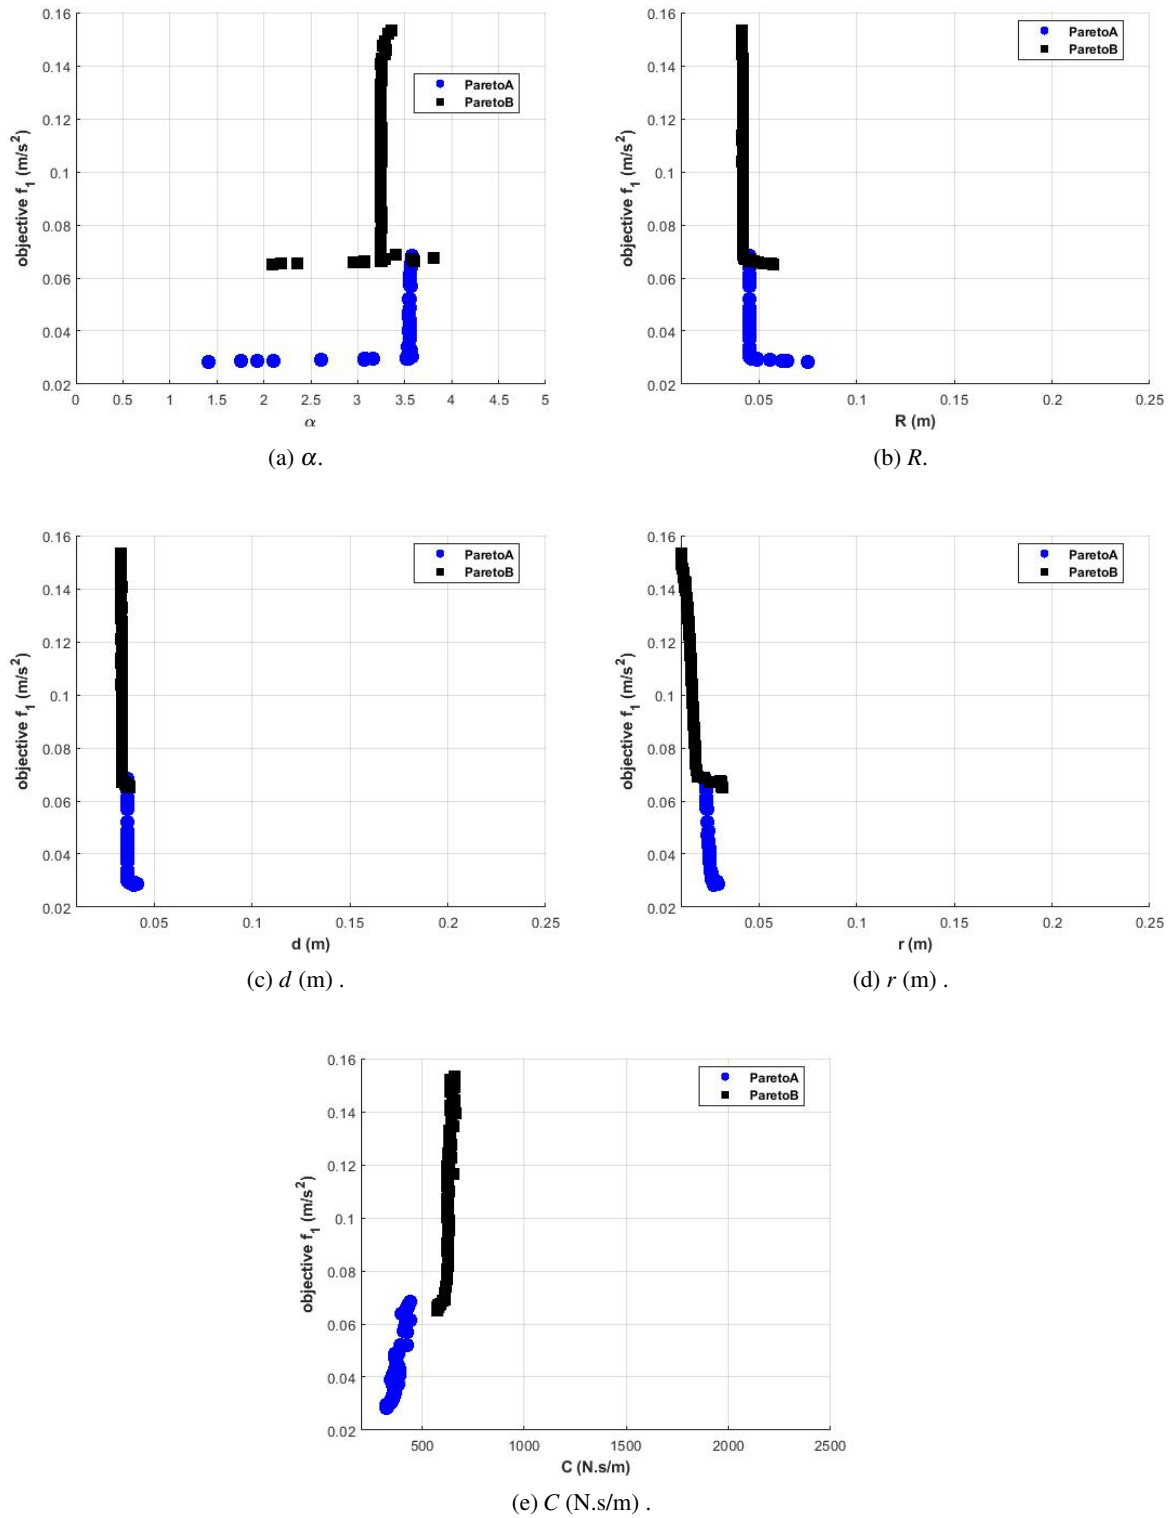 0.16
0.14
0.12
0.1
0.08
0.06
0.04
0.02
objective f1 (m/s²)
0 0.5 1 1.5 2 2.5 3 3.5 4 4.5 5
α
ParetoA
ParetoB
(a) α.
0.16
0.14
0.12
0.1
0.08
0.06
0.04
0.02
objective f1 (m/s²)
0.05 0.1 0.15 0.2 0.25
R (m)
ParetoA
ParetoB
(b) R.
0.16
0.14
0.12
0.1
0.08
0.06
0.04
0.02
objective f1 (m/s²)
0.05 0.1 0.15 0.2 0.25
d (m)
ParetoA
ParetoB
(c) d (m) .
0.16
0.14
0.12
0.1
0.08
0.06
0.04
0.02
objective f1 (m/s²)
0.05 0.1 0.15 0.2 0.25
r (m)
ParetoA
ParetoB
(d) r (m) .
0.16
0.14
0.12
0.1
0.08
0.06
0.04
0.02
objective f1 (m/s²)
500 1000 1500 2000 2500
C (N.s/m)
ParetoA
ParetoB
(e) C (N.s/m) .